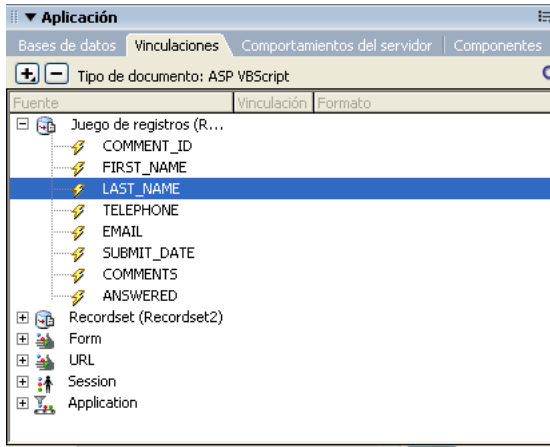 Aplicación
Bases de datos Vinculaciones Comportamientos del servidor Componentes
Tipo de documento: ASP VBScript
Fuente Vinculación Formato
Juego de registros (R...
COMMENT_ID
FIRST_NAME
LAST_NAME
TELEPHONE
EMAIL
SUBMIT_DATE
COMMENTS
ANSWERED
Recordset (Recordset2)
Form
URL
Session
Application